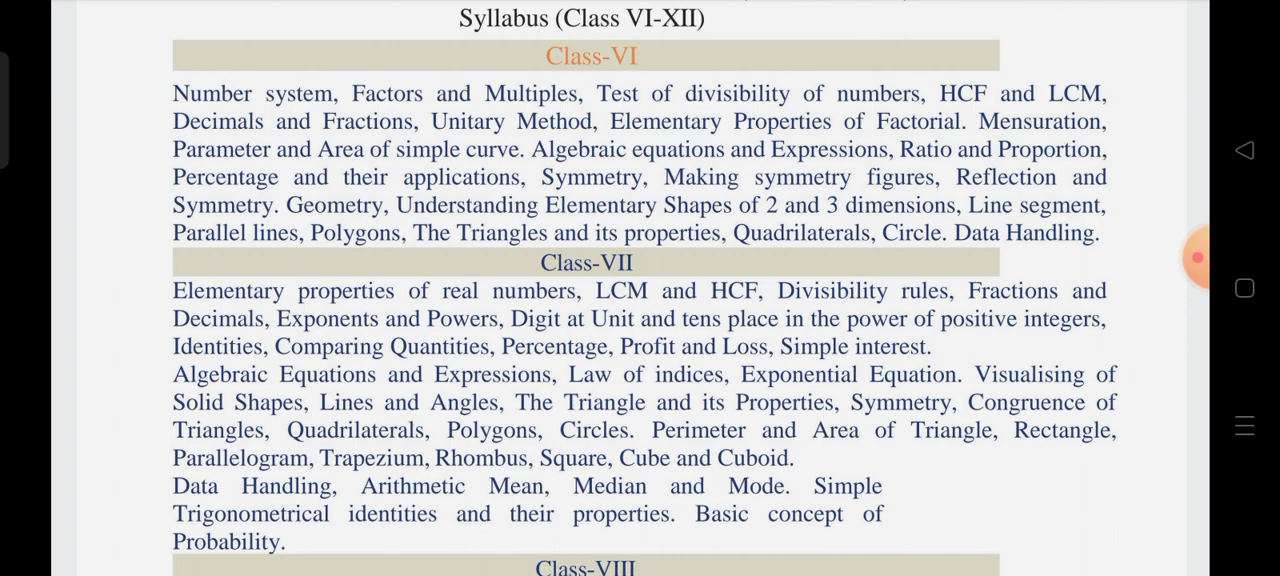 Syllabus (Class VI-XII)
Class-VI
Number system, Factors and Multiples, Test of divisibility of numbers, HCF and LCM,
Decimals and Fractions, Unitary Method, Elementary Properties of Factorial. Mensuration,
Parameter and Area of simple curve. Algebraic equations and Expressions, Ratio and Proportion,
Percentage and their applications, Symmetry, Making symmetry figures, Reflection and
Symmetry. Geometry, Understanding Elementary Shapes of 2 and 3 dimensions, Line segment,
Parallel lines, Polygons, The Triangles and its properties, Quadrilaterals, Circle. Data Handling.
Class-VII
Elementary properties of real numbers, LCM and HCF, Divisibility rules, Fractions and
Decimals, Exponents and Powers, Digit at Unit and tens place in the power of positive integers,
Identities, Comparing Quantities, Percentage, Profit and Loss, Simple interest.
Algebraic Equations and Expressions, Law of indices, Exponential Equation. Visualising of
Solid Shapes, Lines and Angles, The Triangle and its Properties, Symmetry, Congruence of
Triangles, Quadrilaterals, Polygons, Circles. Perimeter and Area of Triangle, Rectangle,
Parallelogram, Trapezium, Rhombus, Square, Cube and Cuboid.
Data Handling, Arithmetic Mean, Median and Mode. Simple
Trigonometrical identities and their properties. Basic concept of
Probability.
Class-VIII